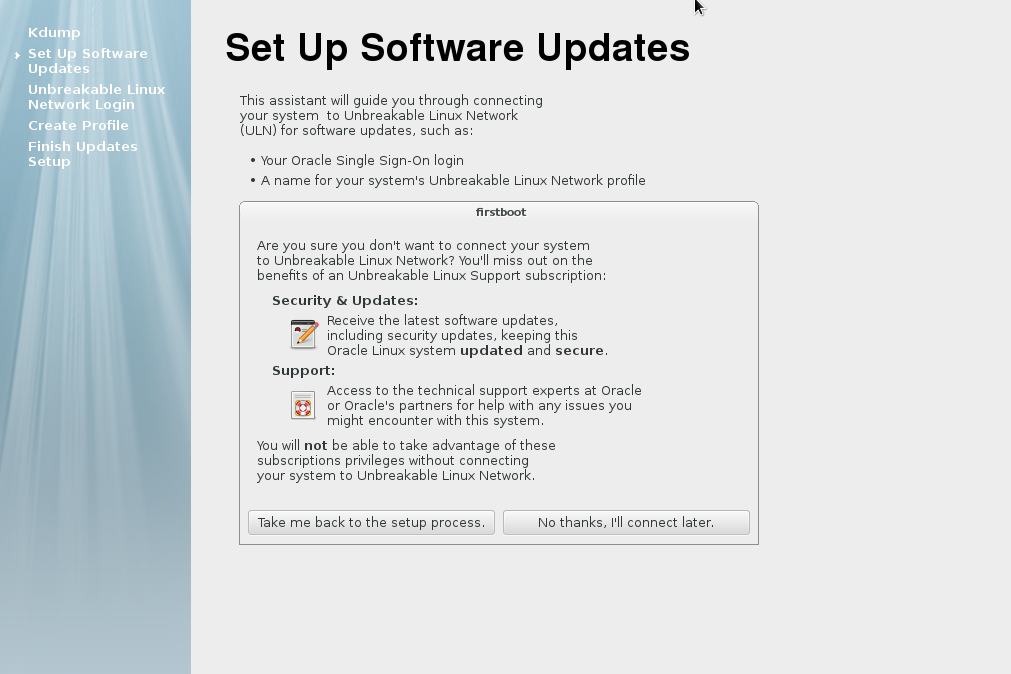 Kdump
Set Up Software
Updates
Unbreakable Linux
Network Login
Create Profile
Finish Updates
Setup
Set Up Software Updates
This assistant will guide you through connecting
your system  to Unbreakable Linux Network
(ULN) for software updates, such as:
• Your Oracle Single Sign-On login
• A name for your system's Unbreakable Linux Network profile
firstboot
Are you sure you don't want to connect your system
to Unbreakable Linux Network? You'll miss out on the
benefits of an Unbreakable Linux Support subscription:
Security & Updates:
Receive the latest software updates,
including security updates, keeping this
Oracle Linux system updated and secure.
Support:
Access to the technical support experts at Oracle
or Oracle's partners for help with any issues you
might encounter with this system.
You will not be able to take advantage of these
subscriptions privileges without connecting
your system to Unbreakable Linux Network.
Take me back to the setup process.
No thanks, I'll connect later.